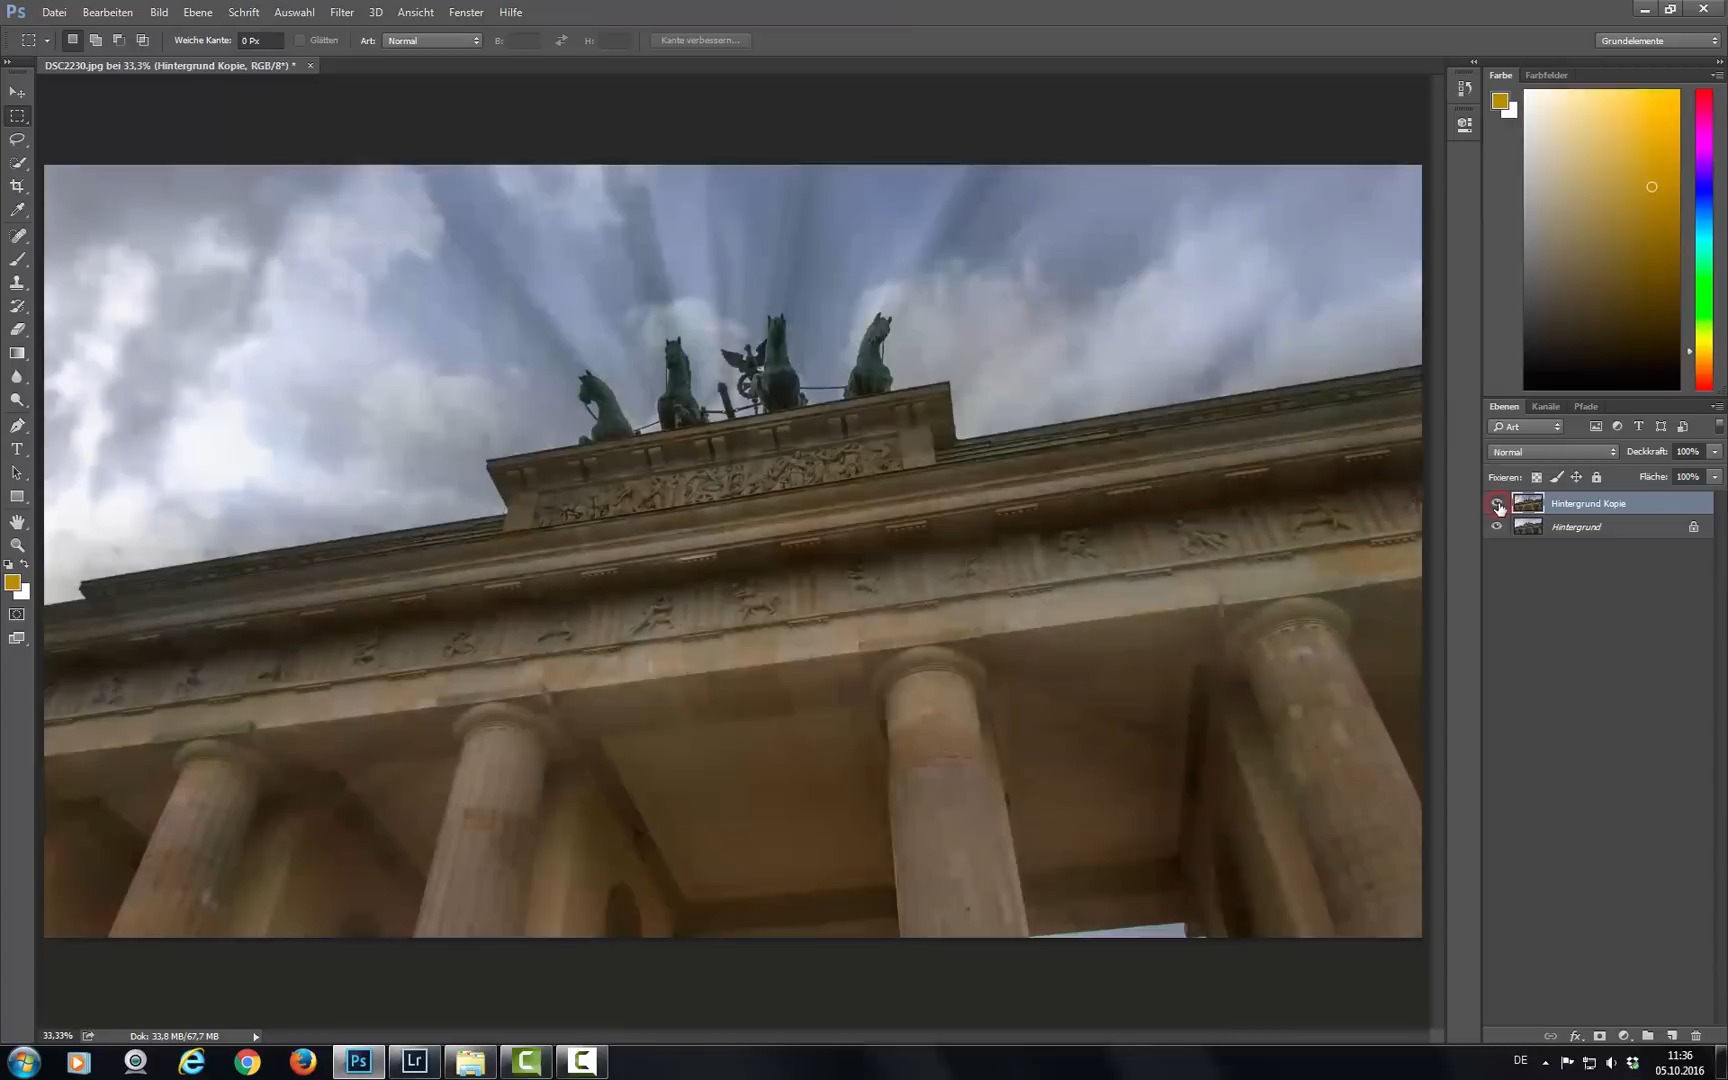 Ps Datei Bearbeiten Bild Ebene Schrift Auswahl Filter 3D Ansicht Fenster Hilfe
Weiche Kante: 0 Px Glätten Art: Normal B: H: Kante verbessern... Grundelemente
DSC2230.jpg bei 33,3% (Hintergrund Kopie, RGB/8*) *
Farbe Farbfelder
Ebenen Kanäle Pfade
Art
Normal Deckkraft: 100%
Fixieren: Fläche: 100%
Hintergrund Kopie
Hintergrund
33,33% Dok: 33,8 MB/67,7 MB
Ps Lr DE 11:36
05.10.2016